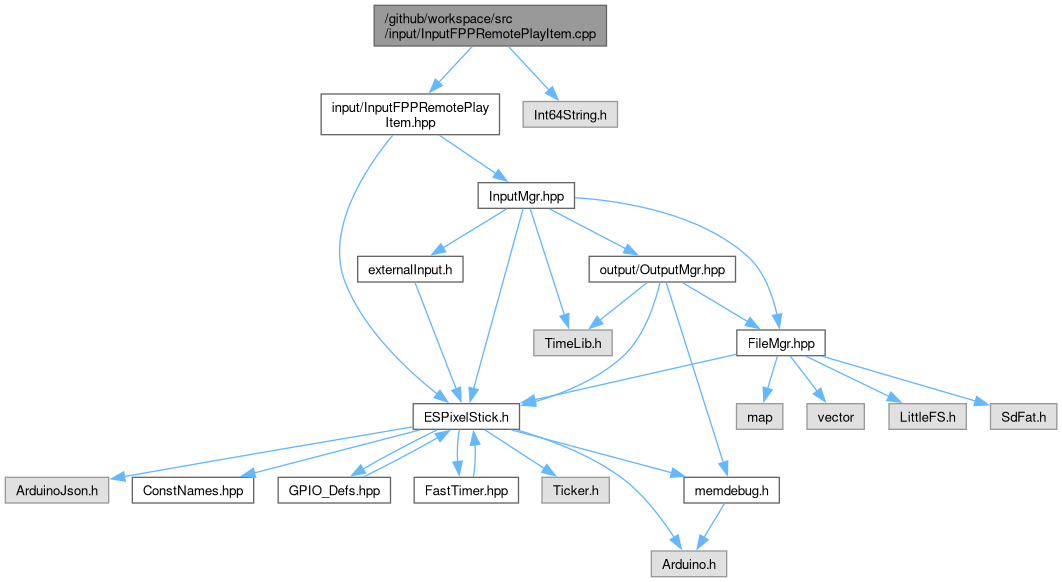 /github/workspace/src
/input/InputFPPRemotePlayItem.cpp
input/InputFPPRemotePlay
Item.hpp
Int64String.h
InputMgr.hpp
externalInput.h
output/OutputMgr.hpp
TimeLib.h
FileMgr.hpp
ESPixelStick.h
map
vector
LittleFS.h
SdFat.h
ArduinoJson.h
ConstNames.hpp
GPIO_Defs.hpp
FastTimer.hpp
Ticker.h
memdebug.h
Arduino.h